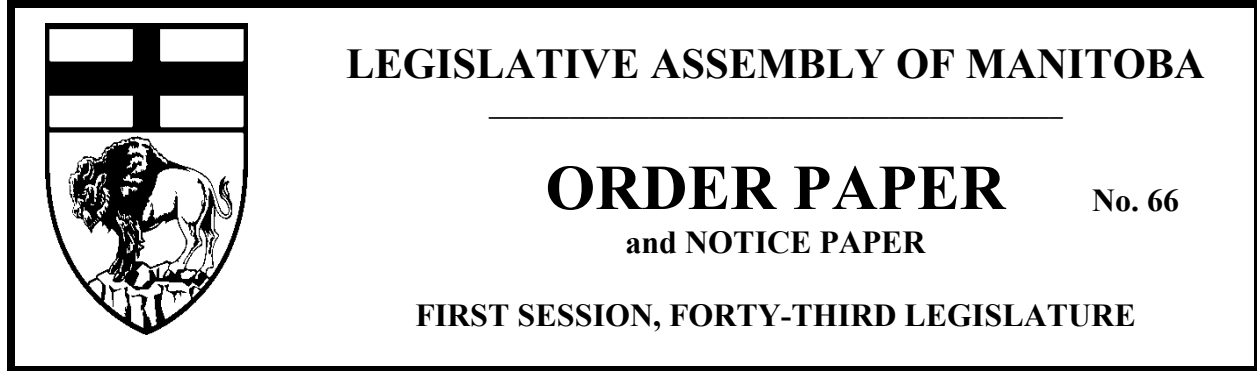 LEGISLATIVE ASSEMBLY OF MANITOBA
ORDER PAPER No. 66
and NOTICE PAPER
FIRST SESSION, FORTY-THIRD LEGISLATURE